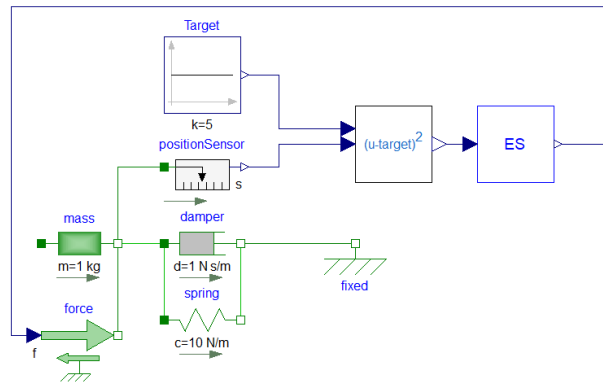 Target
k=5
positionSensor
s
(u-target)²
ES
mass
m=1 kg
damper
d=1 N s/m
spring
c=10 N/m
fixed
force
f